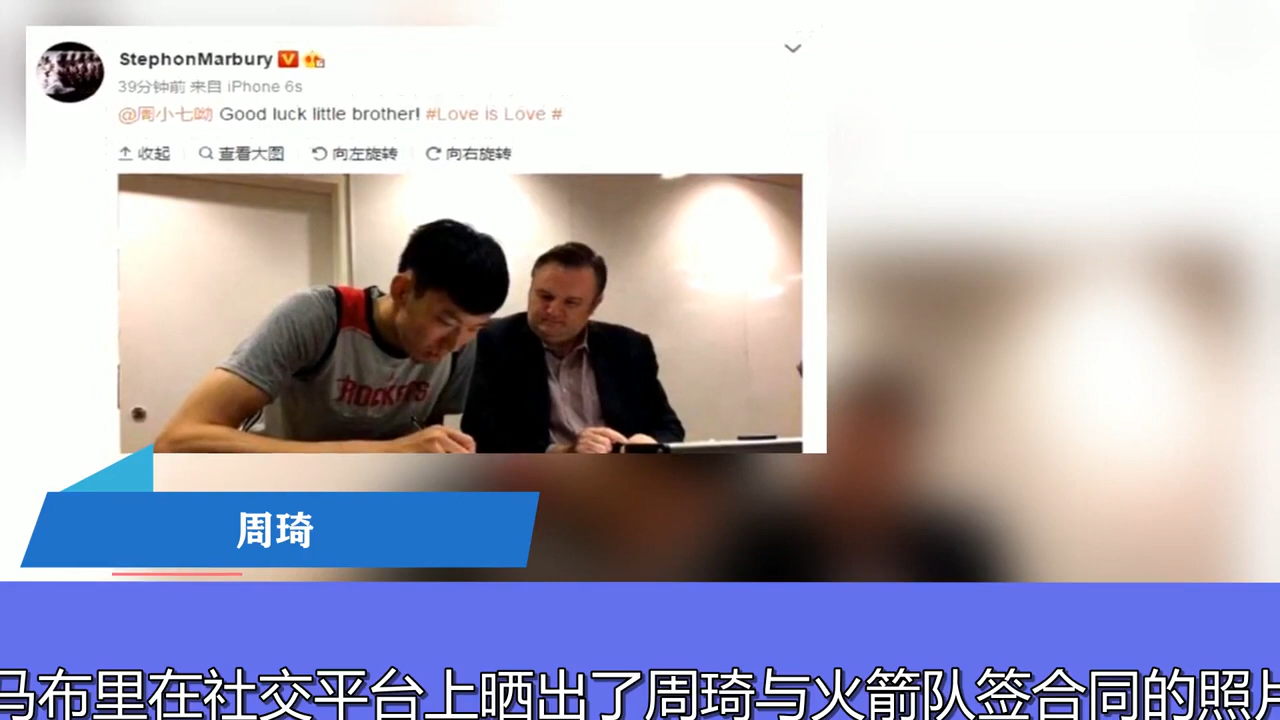 StephonMarbury
39分钟前 来自 iPhone 6s
@周小七呦 Good luck little brother! #Love is Love #
收起 查看大图 向左旋转 向右旋转
ROCKETS
周琦
马布里在社交平台上晒出了周琦与火箭队签合同的照片